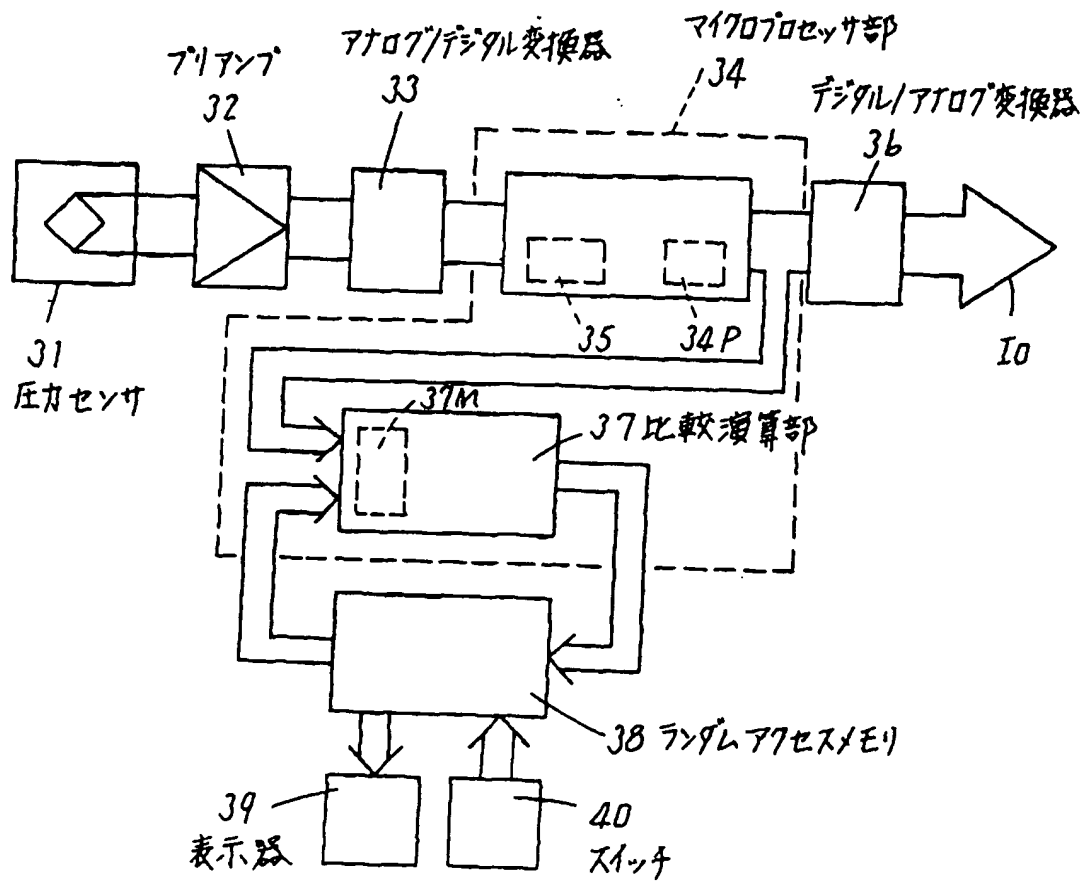 プリアンプ
32
アナログ/デジタル変換器
33
マイクロプロセッサ部
34
デジタル/アナログ変換器
36
31
圧力センサ
35
34P
I0
37M
37 比較演算部
38 ランダムアクセスメモリ
39
表示器
40
スイッチ